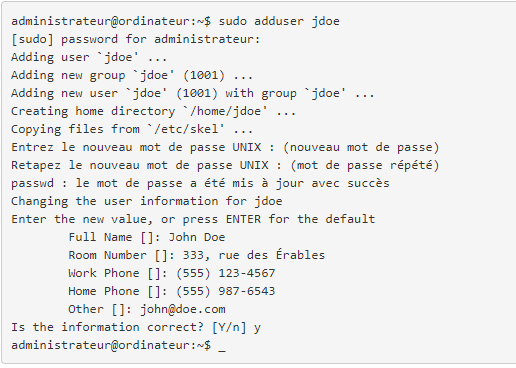 administrateur@ordinateur:~$ sudo adduser jdoe
[sudo] password for administrateur:
Adding user `jdoe' ...
Adding new group `jdoe' (1001) ...
Adding new user `jdoe' (1001) with group `jdoe' ...
Creating home directory `/home/jdoe' ...
Copying files from `/etc/skel' ...
Entrez le nouveau mot de passe UNIX : (nouveau mot de passe)
Retapez le nouveau mot de passe UNIX : (mot de passe répété)
passwd : le mot de passe a été mis à jour avec succès
Changing the user information for jdoe
Enter the new value, or press ENTER for the default
        Full Name []: John Doe
        Room Number []: 333, rue des Érables
        Work Phone []: (555) 123-4567
        Home Phone []: (555) 987-6543
        Other []: john@doe.com
Is the information correct? [Y/n] y
administrateur@ordinateur:~$ _